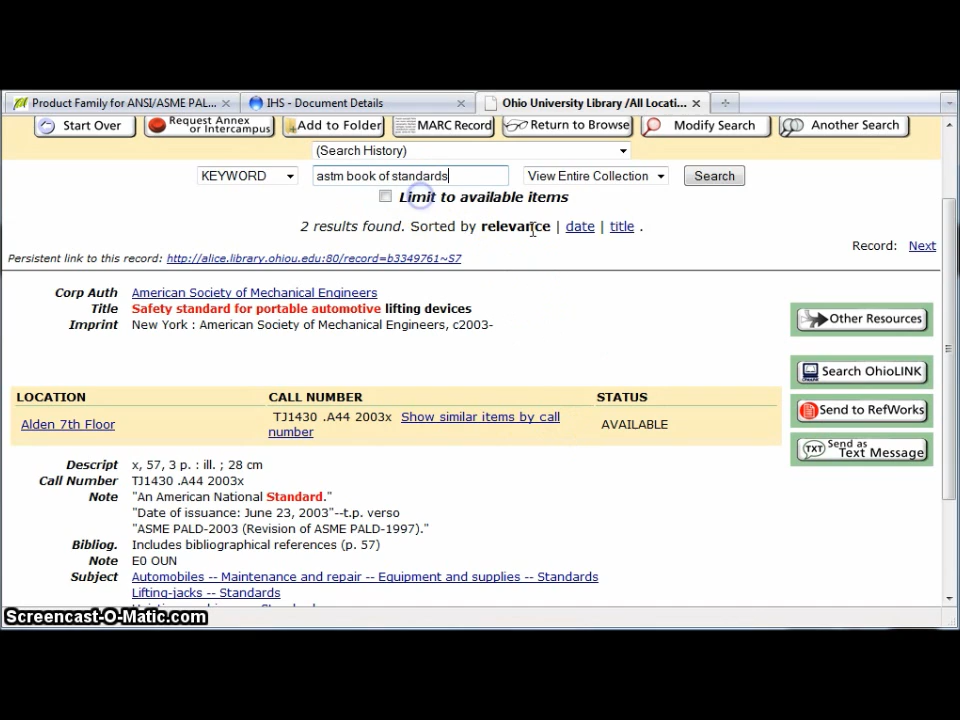 Product Family for ANSI/ASME PAL... IHS - Document Details Ohio University Library /All Locati...
Start Over Request Annex or Intercampus Add to Folder MARC Record Return to Browse Modify Search Another Search
(Search History)
KEYWORD astm book of standards View Entire Collection Search
Limit to available items
2 results found. Sorted by relevance | date | title .
Record: Next
Persistent link to this record: http://alice.library.ohiou.edu:80/record=b3349761~S7
Corp Auth American Society of Mechanical Engineers
Title Safety standard for portable automotive lifting devices
Imprint New York : American Society of Mechanical Engineers, c2003-
Other Resources
Search OhioLINK
Send to RefWorks
TXT Send as Text Message
LOCATION CALL NUMBER STATUS
Alden 7th Floor TJ1430 .A44 2003x Show similar items by call number AVAILABLE
Descript x, 57, 3 p. : ill. ; 28 cm
Call Number TJ1430 .A44 2003x
Note "An American National Standard."
"Date of issuance: June 23, 2003"--t.p. verso
"ASME PALD-2003 (Revision of ASME PALD-1997)."
Bibliog. Includes bibliographical references (p. 57)
Note E0 OUN
Subject Automobiles -- Maintenance and repair -- Equipment and supplies -- Standards
Lifting-jacks -- Standards
Screencast-O-Matic.com